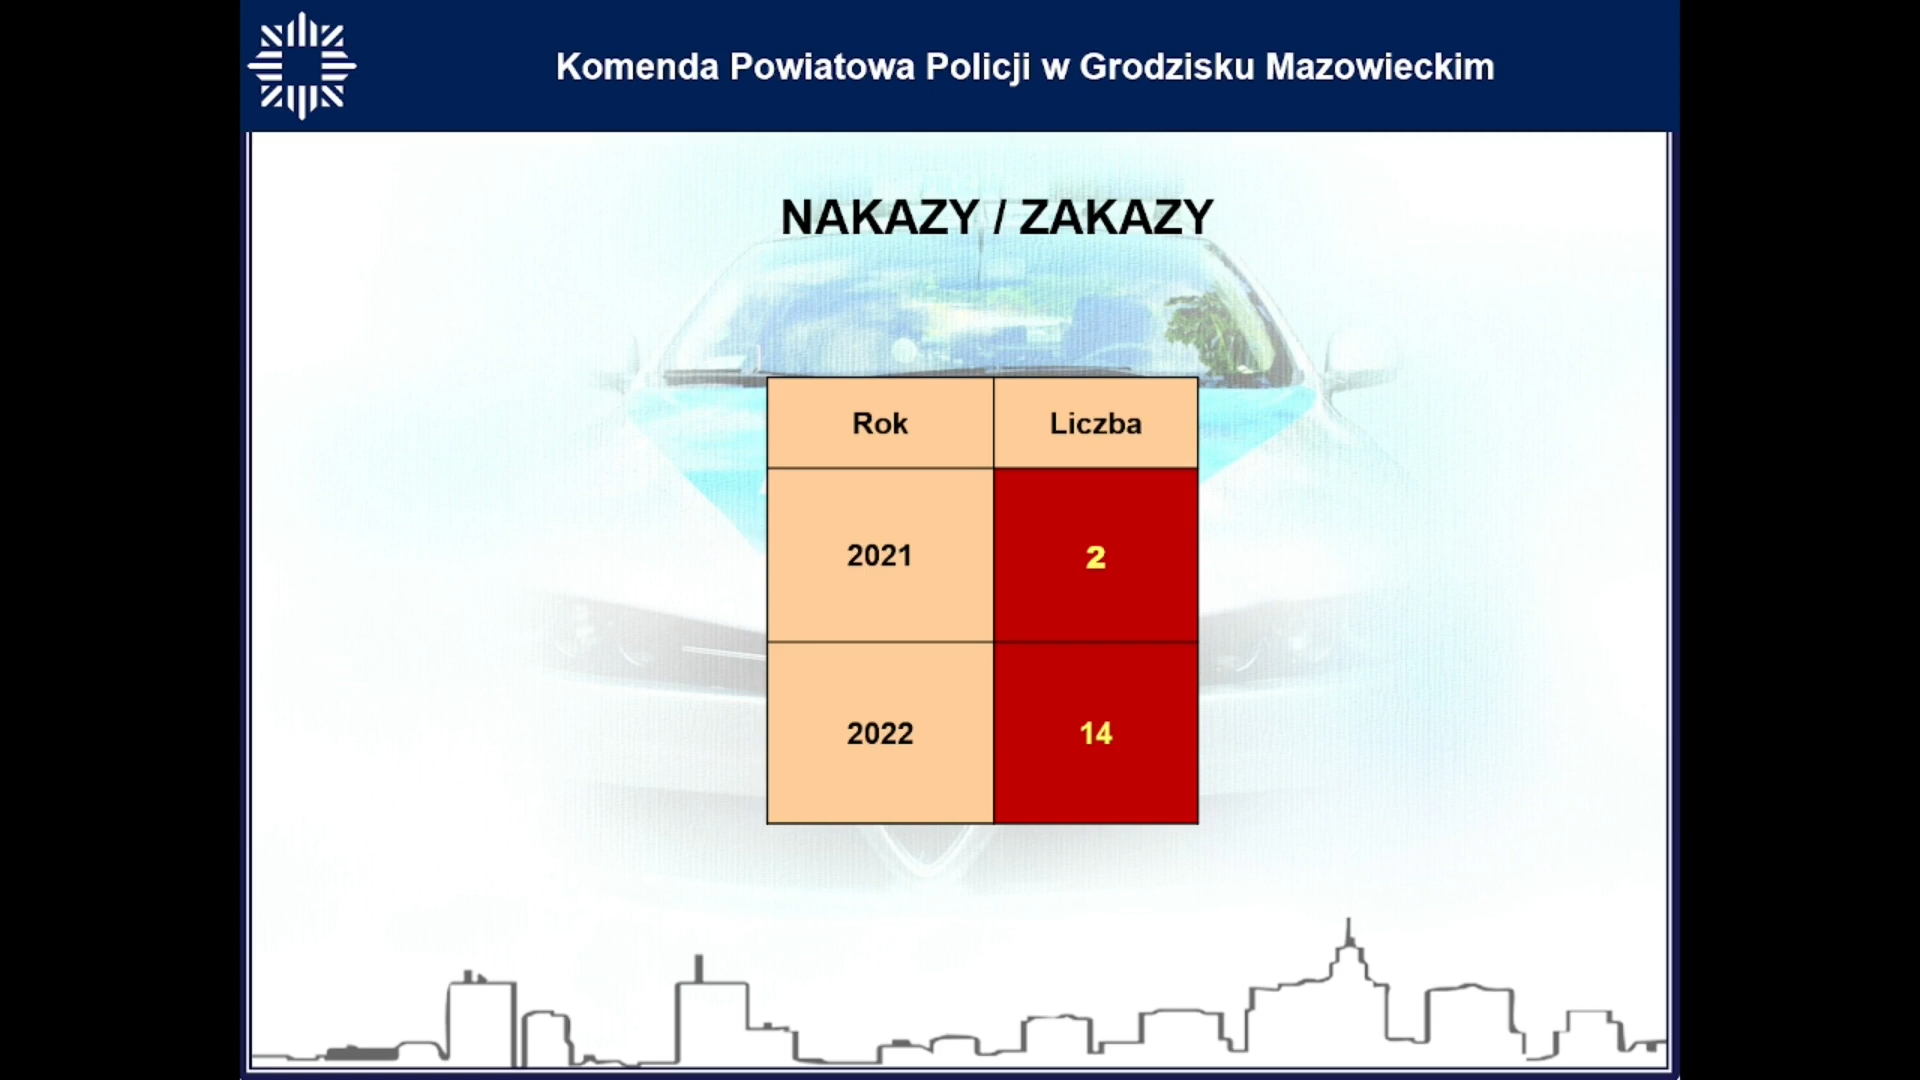 Komenda Powiatowa Policji w Grodzisku Mazowieckim
NAKAZY / ZAKAZY
Rok Liczba
2021 2
2022 14